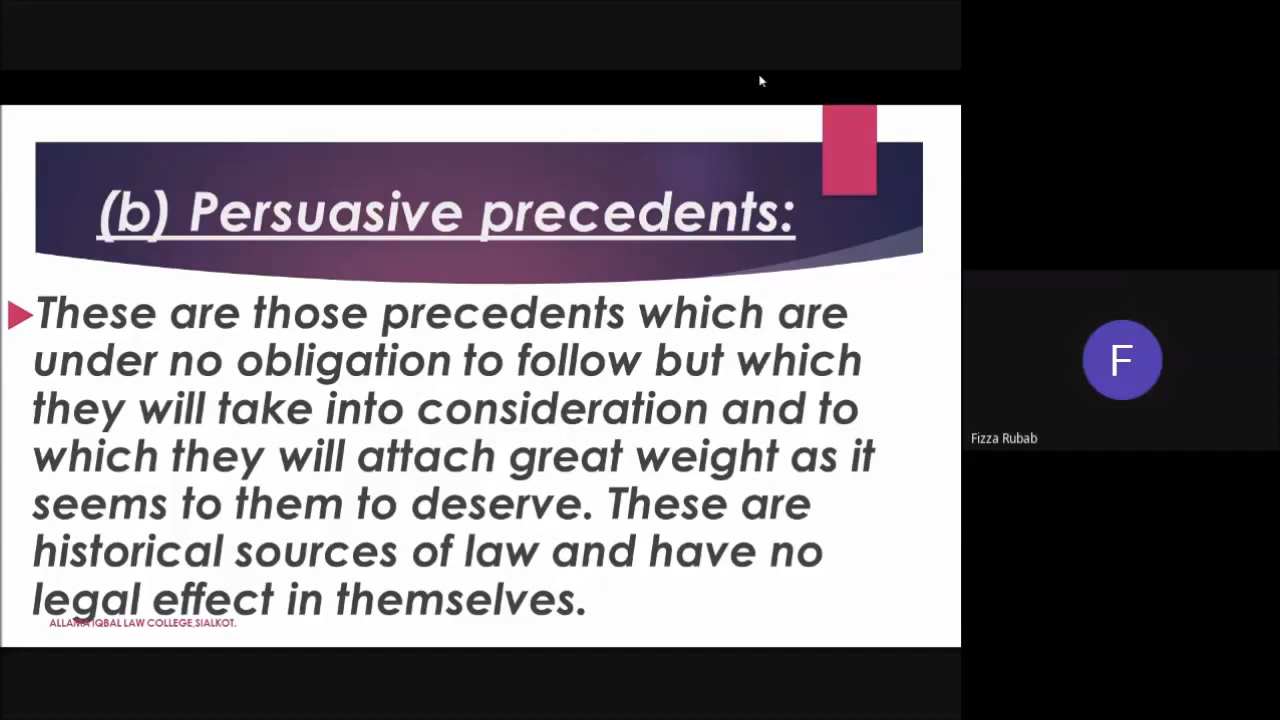 (b) Persuasive precedents:
These are those precedents which are
under no obligation to follow but which
they will take into consideration and to
which they will attach great weight as it
seems to them to deserve. These are
historical sources of law and have no
legal effect in themselves.
ALLAMA IQBAL LAW COLLEGE,SIALKOT.
F
Fizza Rubab